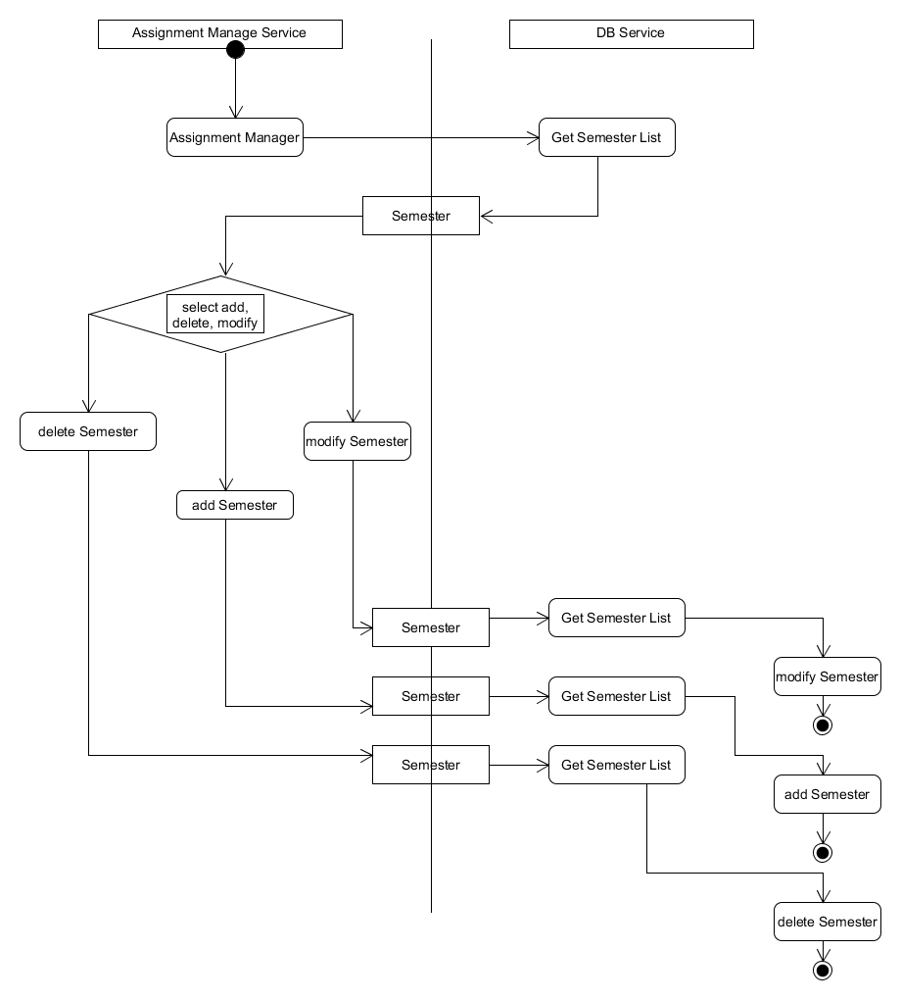 Assignment Manage Service
DB Service
Assignment Manager
Get Semester List
Semester
select add,
delete, modify
delete Semester
modify Semester
add Semester
Semester
Get Semester List
modify Semester
Semester
Get Semester List
Semester
Get Semester List
add Semester
delete Semester